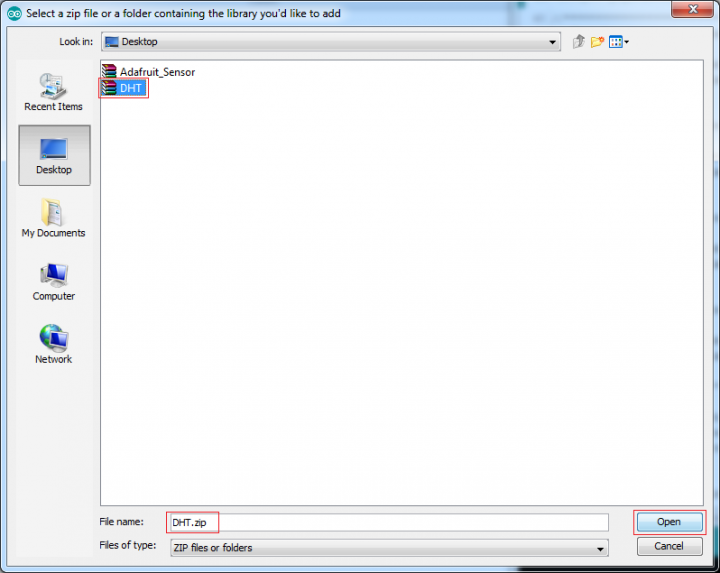 Select a zip file or a folder containing the library you'd like to add
Look in: Desktop
Recent Items
Desktop
My Documents
Computer
Network
Adafruit_Sensor
DHT
File name: DHT.zip
Open
Files of type: ZIP files or folders
Cancel